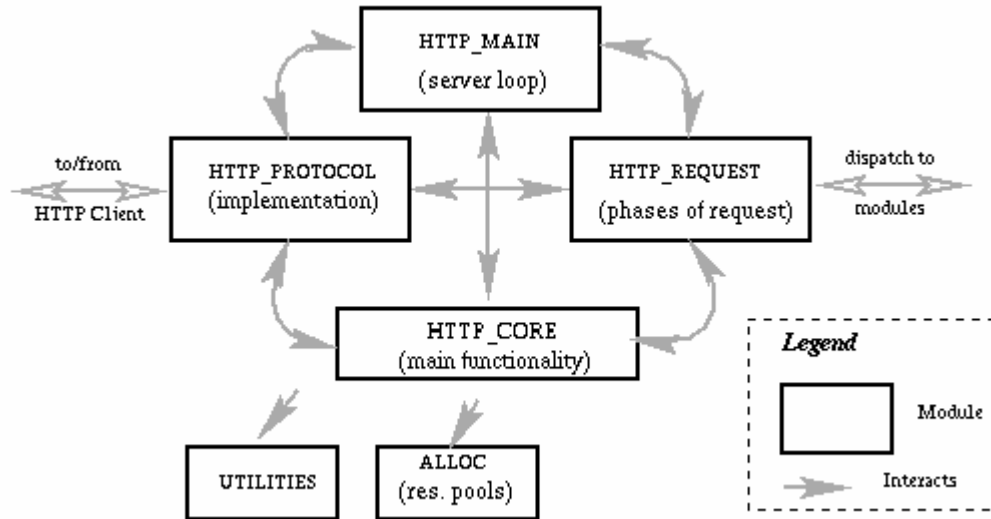 HTTP_MAIN
(server loop)
to/from
HTTP Client
HTTP_PROTOCOL
(implementation)
HTTP_REQUEST
(phases of request)
dispatch to
modules
HTTP_CORE
(main functionality)
UTILITIES
ALLOC
(res. pools)
Legend
Module
Interacts